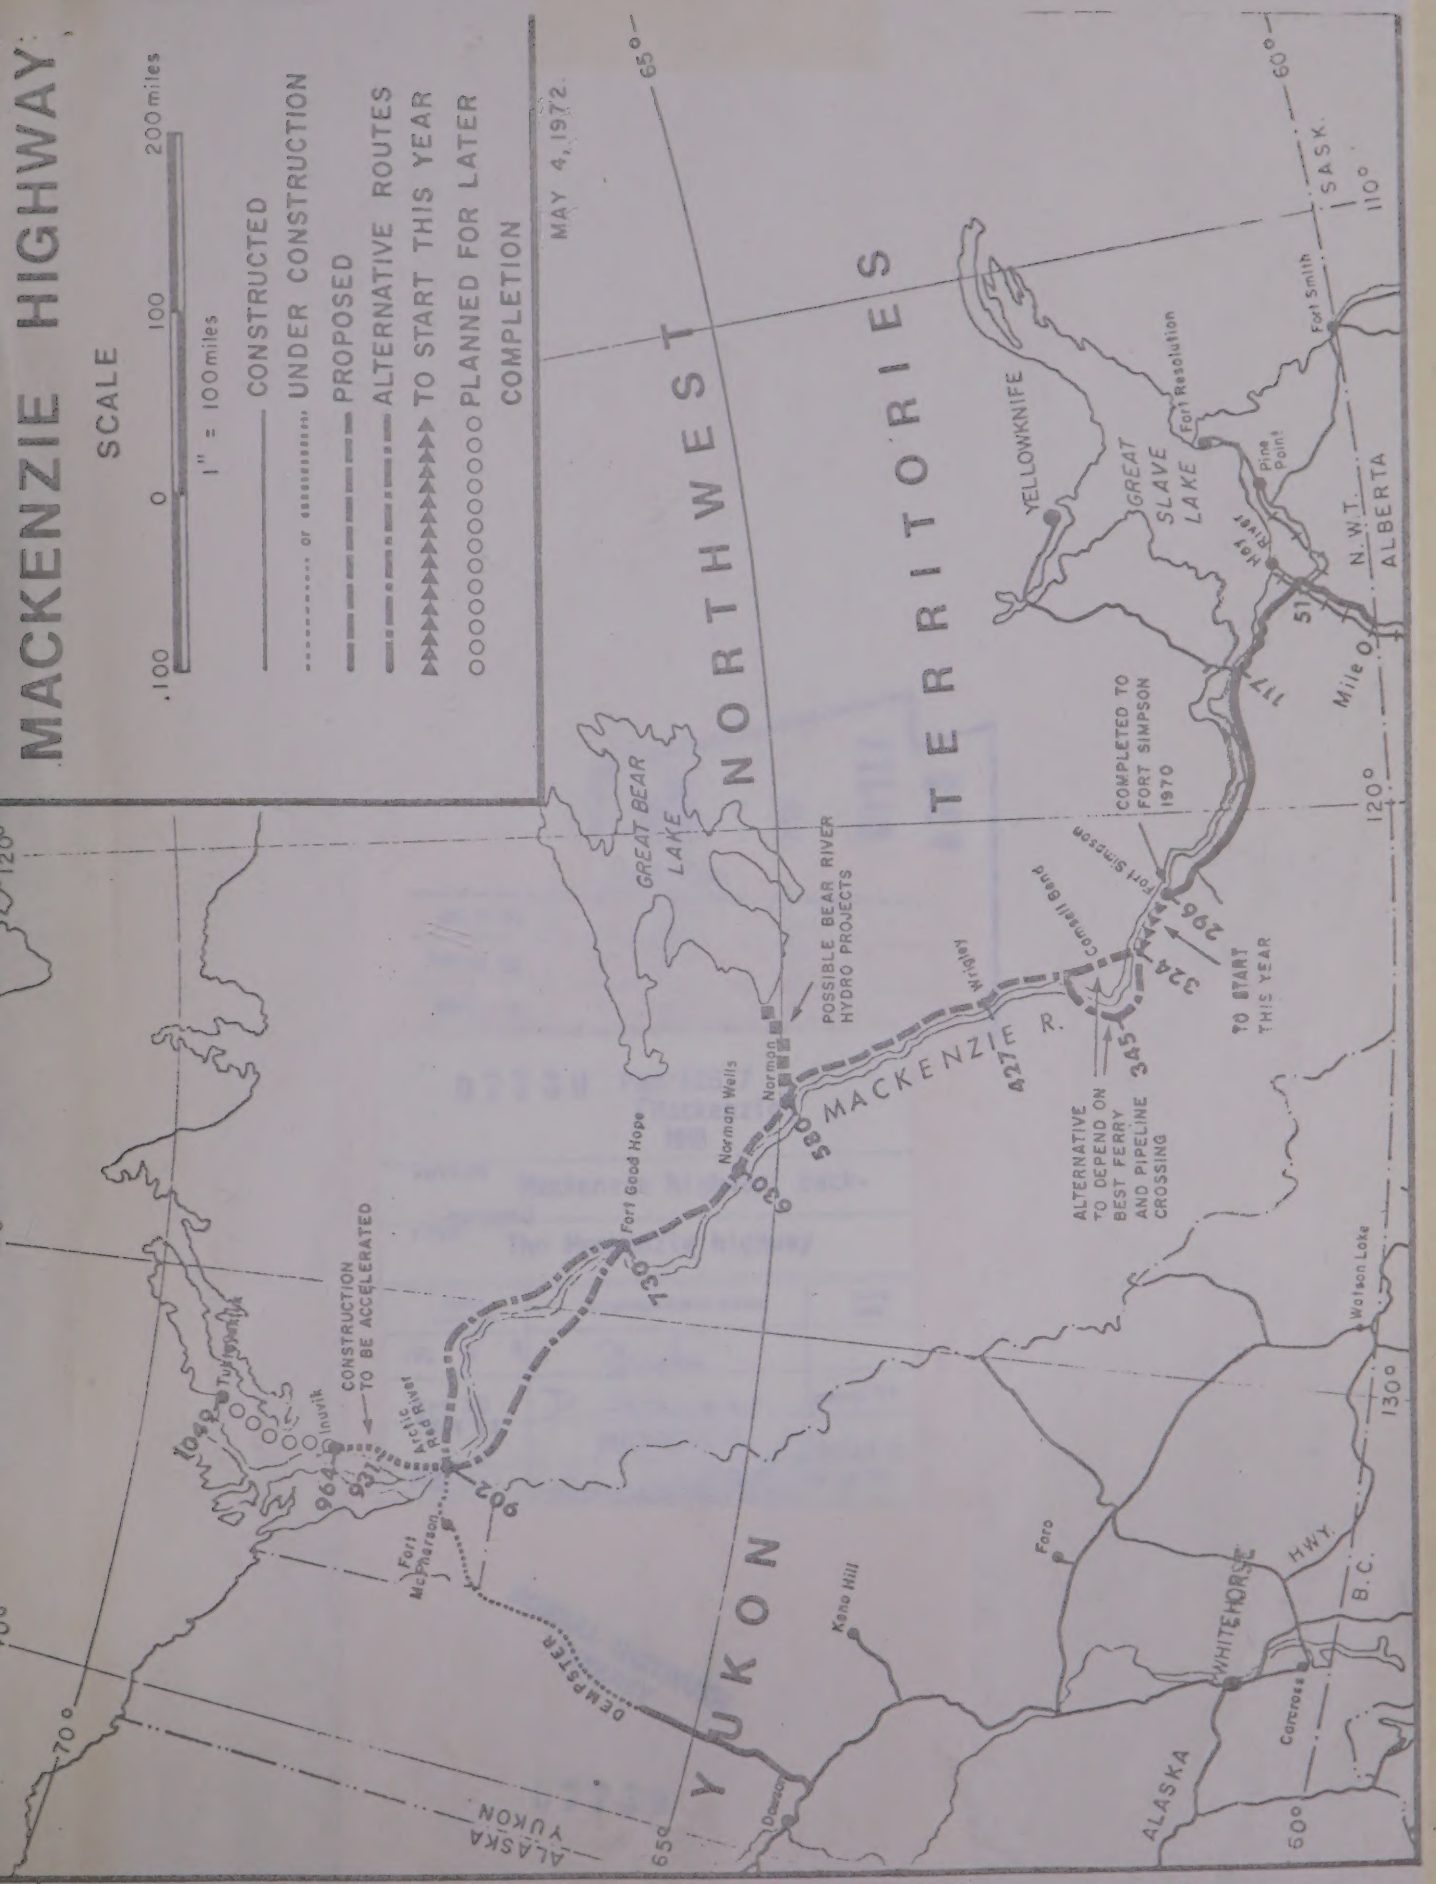 MACKENZIE HIGHWAY
SCALE
100 0 100 200 miles
1" = 100 miles
CONSTRUCTED
or UNDER CONSTRUCTION
PROPOSED
ALTERNATIVE ROUTES
TO START THIS YEAR
PLANNED FOR LATER
COMPLETION
MAY 4, 1972.
120°
70°
65°
120°
110°
130°
60°
65°
60°
NORTHWEST
TERRITORIES
YUKON
ALASKA
YUKON
GREAT BEAR
LAKE
GREAT
SLAVE
LAKE
YELLOWKNIFE
Fort Resolution
Pine
Point
Hay
River
Fort Smith
SASK.
N.W.T.
ALBERTA
Mile 0
51
117
COMPLETED TO
FORT SIMPSON
1970
Fort Simpson
296
TO START
THIS YEAR
324
345
Camsell Bend
ALTERNATIVE
TO DEPEND ON
BEST FERRY
AND PIPELINE
CROSSING
Wrigley
427
MACKENZIE R.
POSSIBLE BEAR RIVER
HYDRO PROJECTS
Norman
580
Norman Wells
630
Fort Good Hope
730
CONSTRUCTION
TO BE ACCELERATED
Arctic
Red River
902
931
964
Inuvik
Tuktoyaktuk
Fort
McPherson
DEMPSTER
Dawson
Keno Hill
Faro
WHITEHORSE
Carcross
Watson Lake
ALASKA
HWY.
B.C.